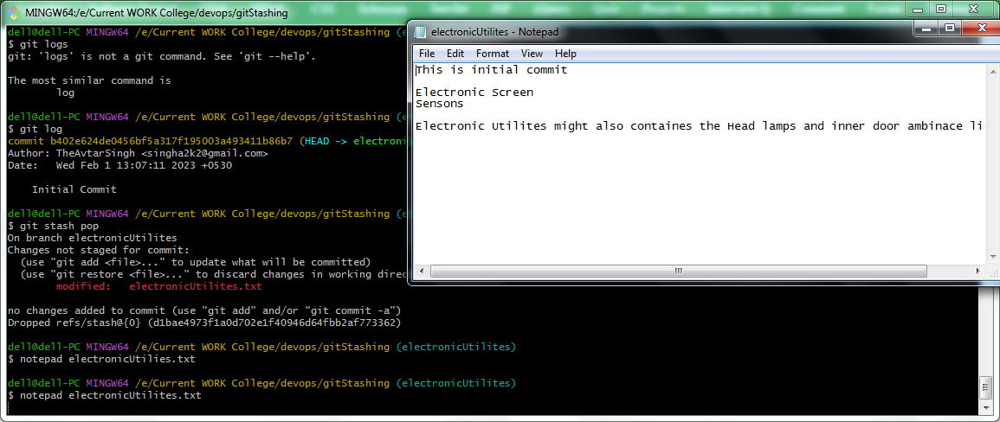 MINGW64:/e/Current WORK College/devops/gitStashing
dell@dell-PC MINGW64 /e/Current WORK College/devops/gitStashing (e
$ git logs
git: 'logs' is not a git command. See 'git --help'.
The most similar command is
log
dell@dell-PC MINGW64 /e/Current WORK College/devops/gitStashing (e
$ git log
commit b402e624de0456bf5a317f195003a493411b86b7 (HEAD -> electroni
Author: TheAvtarSingh <singha2k2@gmail.com>
Date:   Wed Feb 1 13:07:11 2023 +0530
Initial Commit
dell@dell-PC MINGW64 /e/Current WORK College/devops/gitStashing (e
$ git stash pop
On branch electronicUtilites
Changes not staged for commit:
(use "git add <file>..." to update what will be committed)
(use "git restore <file>..." to discard changes in working direc
modified:   electronicUtilites.txt
no changes added to commit (use "git add" and/or "git commit -a")
Dropped refs/stash@{0} (d1bae4973f1a0d702e1f40946d64fbb2af773362)
dell@dell-PC MINGW64 /e/Current WORK College/devops/gitStashing (electronicUtilites)
$ notepad electronicUtilies.txt
dell@dell-PC MINGW64 /e/Current WORK College/devops/gitStashing (electronicUtilites)
$ notepad electronicUtilites.txt
electronicUtilites - Notepad
File Edit Format View Help
This is initial commit
Electronic Screen
Sensons
Electronic Utilites might also containes the Head lamps and inner door ambinace li